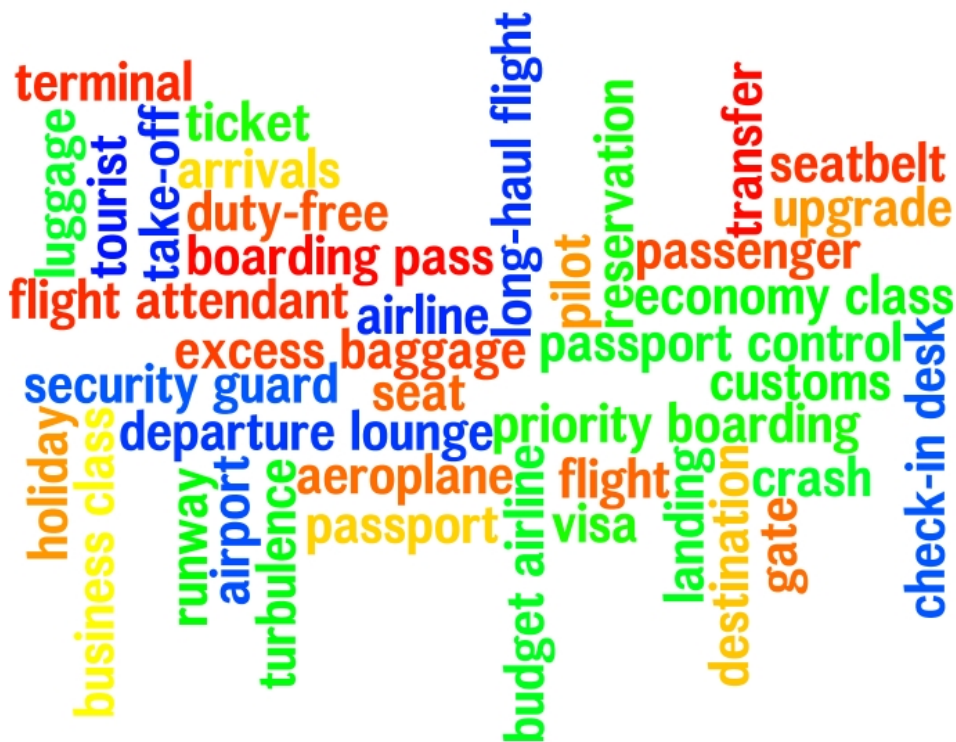 terminal
luggage
tourist
take-off
ticket
arrivals
duty-free
boarding pass
long-haul flight
reservation
pilot
transfer
seatbelt
upgrade
passenger
flight attendant
airline
economy class
excess baggage
passport control
security guard
seat
customs
check-in desk
holiday
business class
departure lounge
priority boarding
runway
airport
turbulence
aeroplane
passport
budget airline
flight
visa
landing
destination
crash
gate